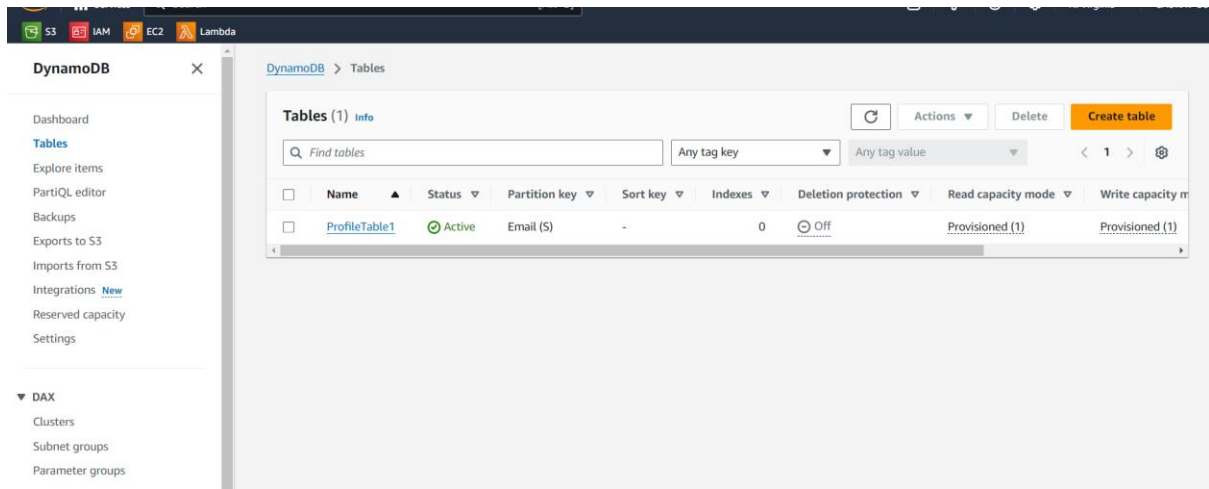 S3 IAM EC2 Lambda
DynamoDB
Dashboard
Tables
Explore items
PartiQL editor
Backups
Exports to S3
Imports from S3
Integrations New
Reserved capacity
Settings
DAX
Clusters
Subnet groups
Parameter groups
DynamoDB > Tables
Tables (1) Info
Actions Delete Create table
Find tables Any tag key Any tag value < 1 >
Name Status Partition key Sort key Indexes Deletion protection Read capacity mode Write capacity m
ProfileTable1 Active Email (S) - 0 Off Provisioned (1) Provisioned (1)